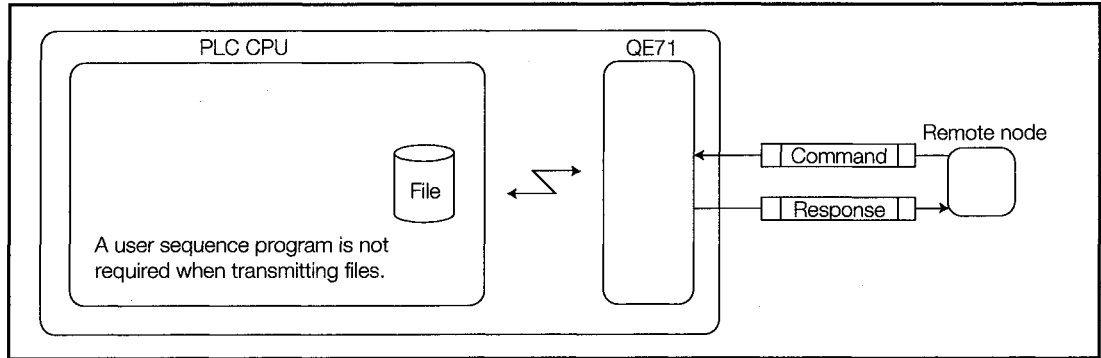 PLC CPU
QE71
Remote node
Command
File
Response
A user sequence program is not
required when transmitting files.